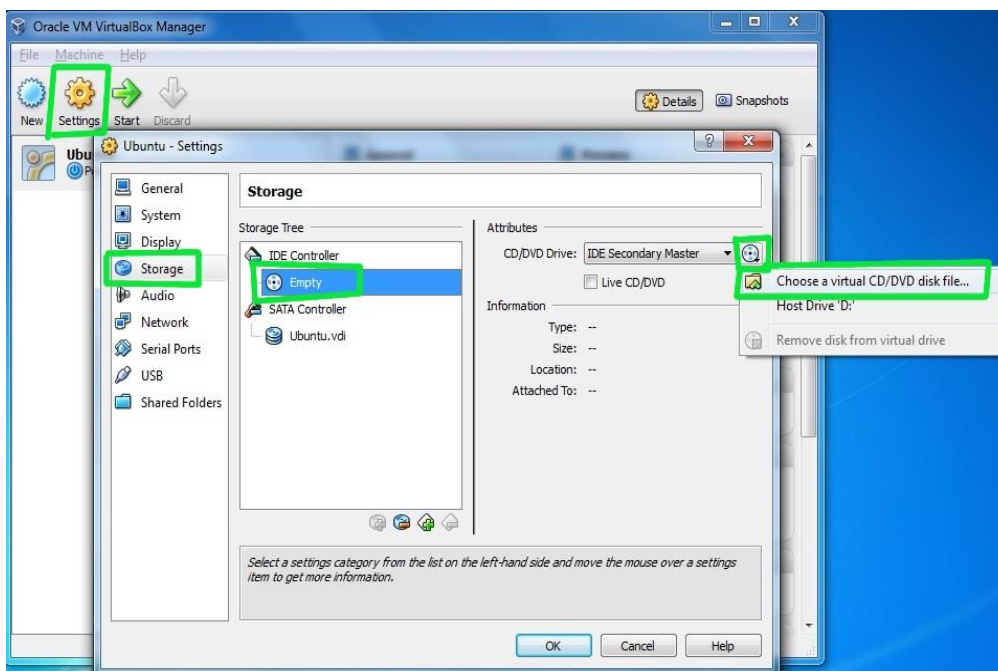 Oracle VM VirtualBox Manager
File Machine Help
New Settings Start Discard
Details Snapshots
Ubuntu - Settings
General
System
Display
Storage
Audio
Network
Serial Ports
USB
Shared Folders
Storage
Storage Tree
IDE Controller
Empty
SATA Controller
Ubuntu.vdi
Attributes
CD/DVD Drive: IDE Secondary Master
Live CD/DVD
Information
Type: --
Size: --
Location: --
Attached To: --
Choose a virtual CD/DVD disk file...
Host Drive 'D:'
Remove disk from virtual drive
Select a settings category from the list on the left-hand side and move the mouse over a settings
item to get more information.
OK Cancel Help